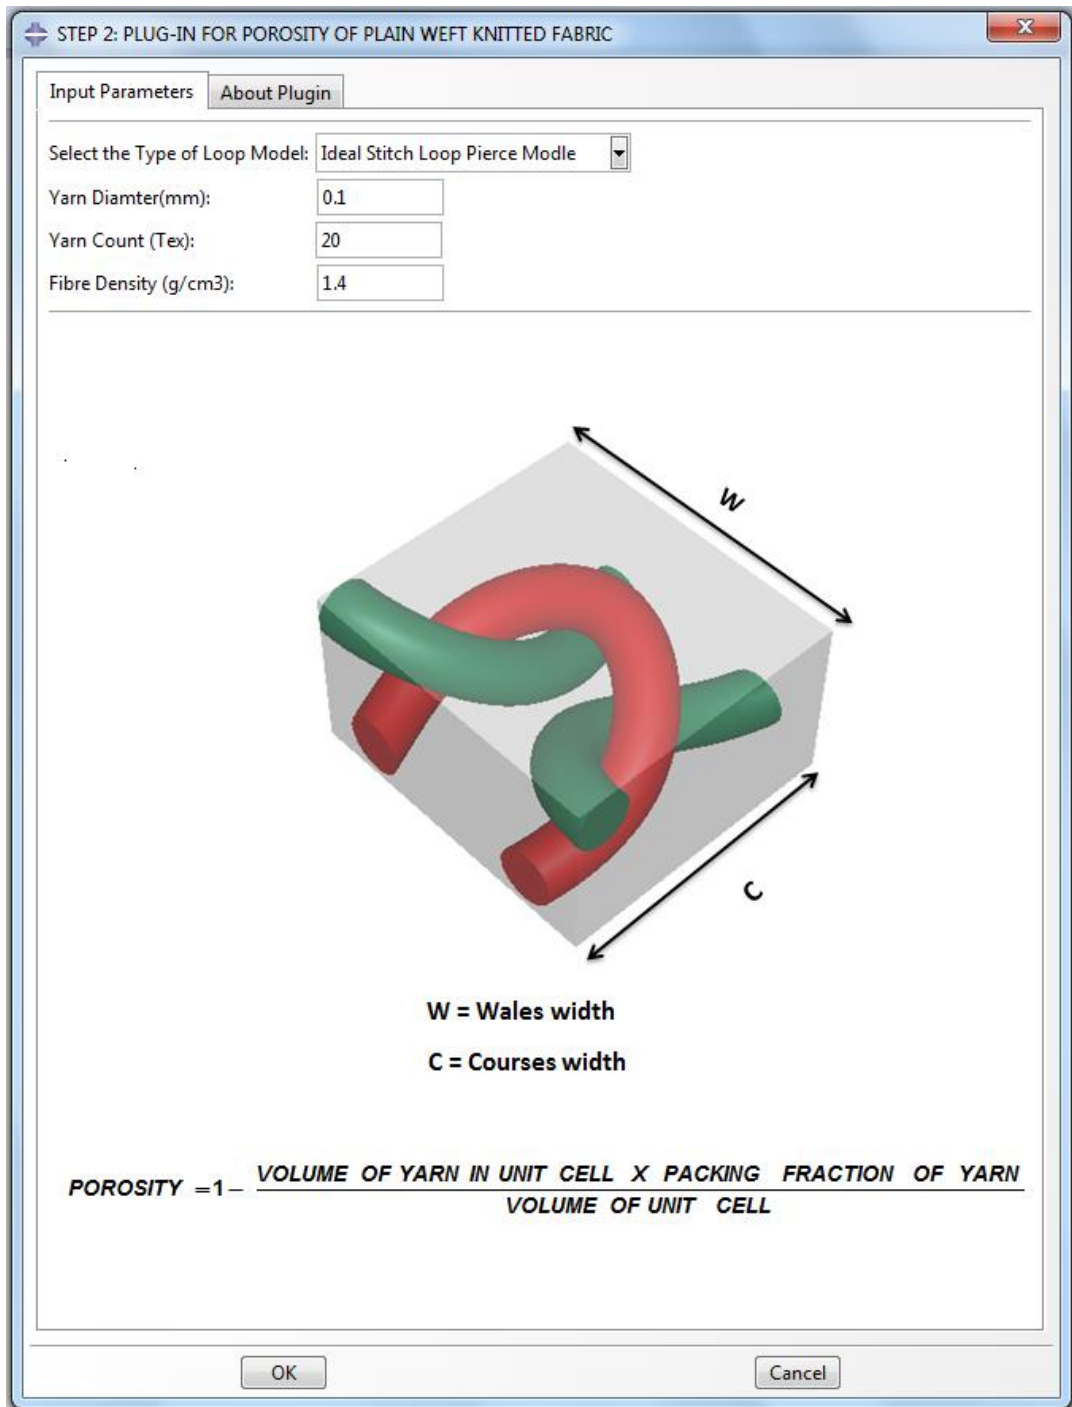 STEP 2: PLUG-IN FOR POROSITY OF PLAIN WEFT KNITTED FABRIC
X
Input Parameters About Plugin
Select the Type of Loop Model: Ideal Stitch Loop Pierce Modle
Yarn Diamter(mm): 0.1
Yarn Count (Tex): 20
Fibre Density (g/cm3): 1.4
W
C
W = Wales width
C = Courses width
POROSITY = 1 - VOLUME OF YARN IN UNIT CELL X PACKING FRACTION OF YARN
VOLUME OF UNIT CELL
OK Cancel